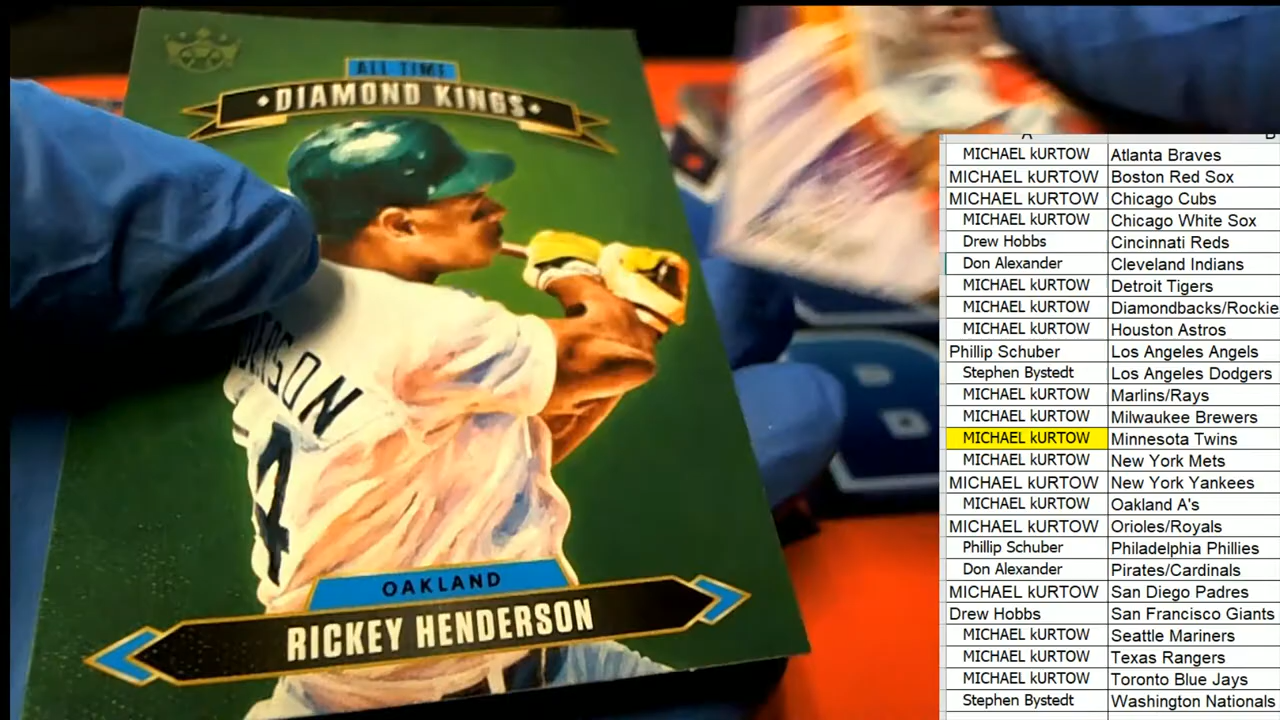 ALL TIME
DIAMOND KINGS
DK
ERSON
4
OAKLAND
RICKEY HENDERSON
A B
MICHAEL kURTOW Atlanta Braves
MICHAEL kURTOW Boston Red Sox
MICHAEL kURTOW Chicago Cubs
MICHAEL kURTOW Chicago White Sox
Drew Hobbs Cincinnati Reds
Don Alexander Cleveland Indians
MICHAEL kURTOW Detroit Tigers
MICHAEL kURTOW Diamondbacks/Rockie
MICHAEL kURTOW Houston Astros
Phillip Schuber Los Angeles Angels
Stephen Bystedt Los Angeles Dodgers
MICHAEL kURTOW Marlins/Rays
MICHAEL kURTOW Milwaukee Brewers
MICHAEL kURTOW Minnesota Twins
MICHAEL kURTOW New York Mets
MICHAEL kURTOW New York Yankees
MICHAEL kURTOW Oakland A's
MICHAEL kURTOW Orioles/Royals
Phillip Schuber Philadelphia Phillies
Don Alexander Pirates/Cardinals
MICHAEL kURTOW San Diego Padres
Drew Hobbs San Francisco Giants
MICHAEL kURTOW Seattle Mariners
MICHAEL kURTOW Texas Rangers
MICHAEL kURTOW Toronto Blue Jays
Stephen Bystedt Washington Nationals